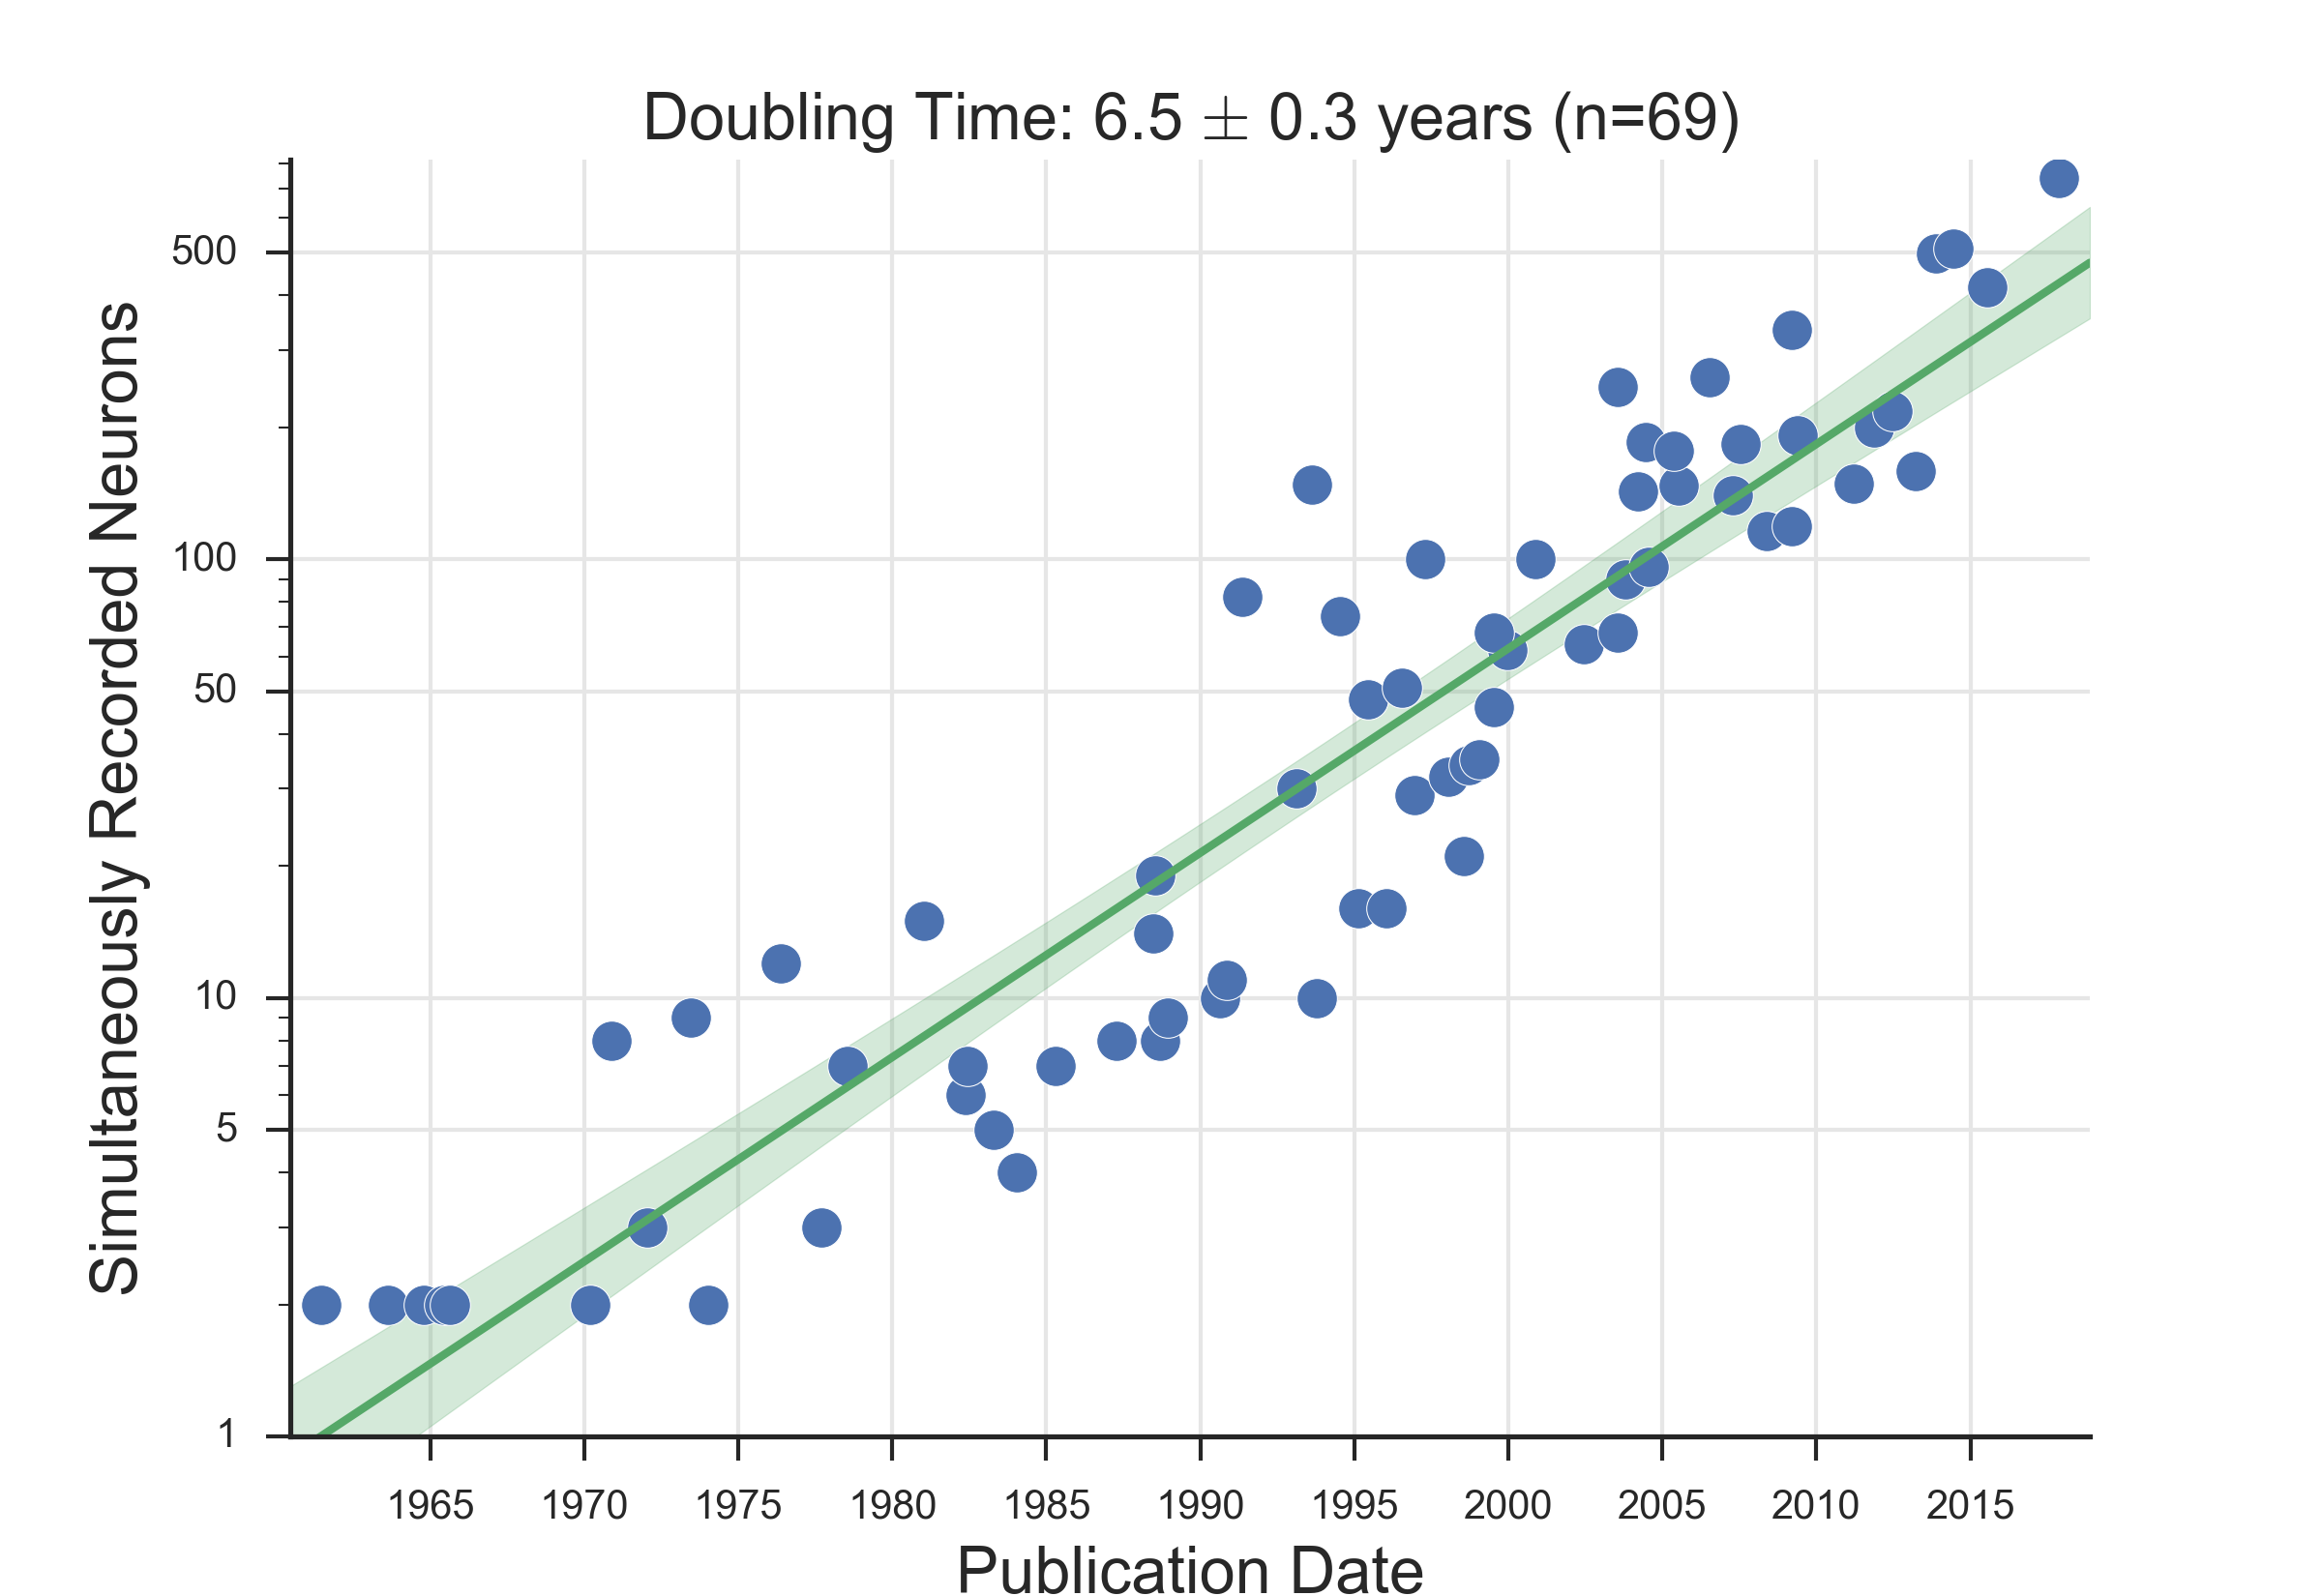 Doubling Time: 6.5 ± 0.3 years (n=69)
Simultaneously Recorded Neurons
500
100
50
10
5
1
1965 1970 1975 1980 1985 1990 1995 2000 2005 2010 2015
Publication Date